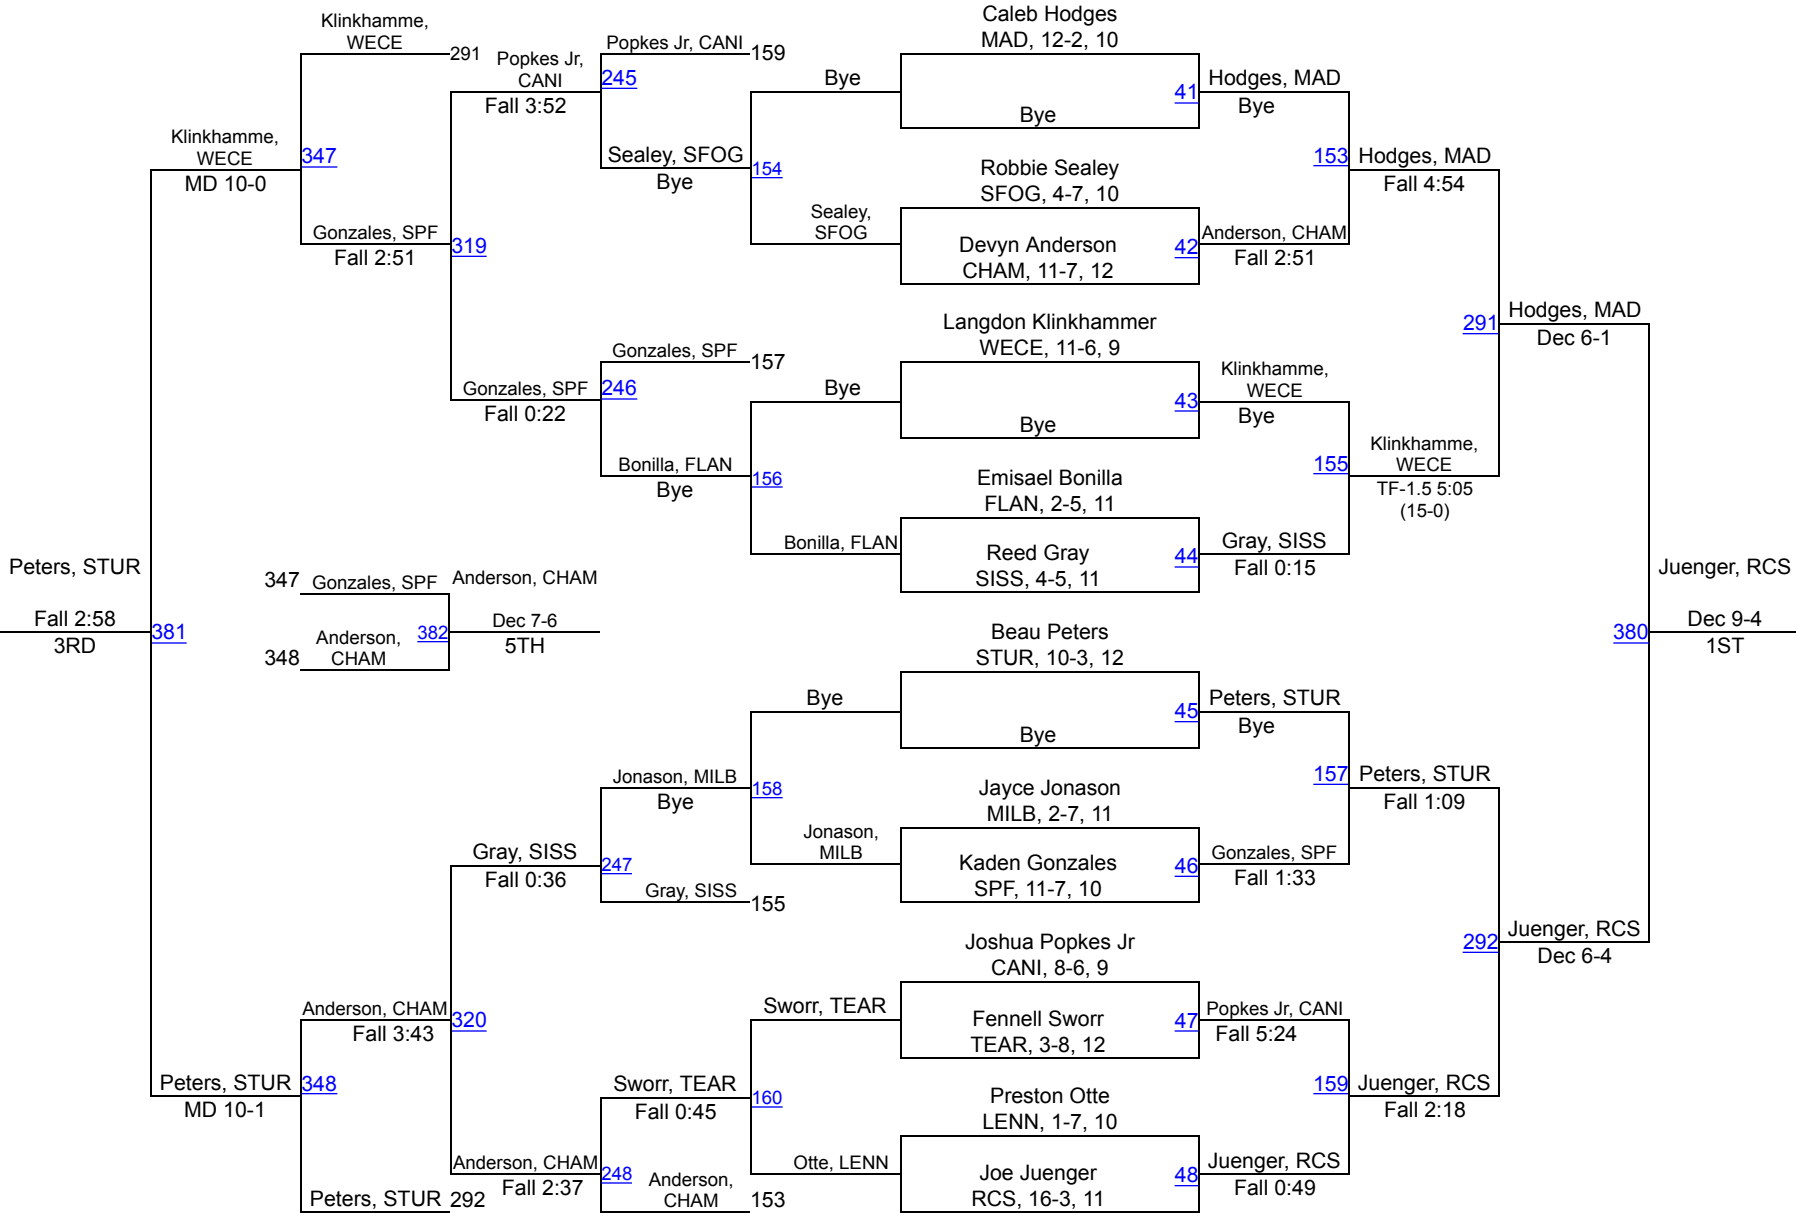 Klinkhamme,
WECE
291
Klinkhamme,
WECE
MD 10-0
347
Gonzales, SPF
Fall 2:51
Popkes Jr,
CANI
Fall 3:52
319
Popkes Jr, CANI
159
245
Sealey, SFOG
Bye
154
Bye
Sealey,
SFOG
Gonzales, SPF
Fall 0:22
Gonzales, SPF
157
246
Bonilla, FLAN
Bye
156
Bye
Bonilla, FLAN
Peters, STUR
Fall 2:58
3RD
381
347
Gonzales, SPF
348
Anderson,
CHAM
382
Anderson, CHAM
Dec 7-6
5TH
Bye
Jonason, MILB
Bye
158
Jonason,
MILB
Gray, SISS
Fall 0:36
247
Gray, SISS
155
Anderson, CHAM
Fall 3:43
320
Peters, STUR
MD 10-1
348
Peters, STUR
292
Anderson, CHAM
Fall 2:37
248
Sworr, TEAR
Fall 0:45
160
Sworr, TEAR
Otte, LENN
Anderson,
CHAM
153
Caleb Hodges
MAD, 12-2, 10
Bye
41
Hodges, MAD
Bye
Robbie Sealey
SFOG, 4-7, 10
Devyn Anderson
CHAM, 11-7, 12
42
Anderson, CHAM
Fall 2:51
153
Hodges, MAD
Fall 4:54
Langdon Klinkhammer
WECE, 11-6, 9
Bye
43
Klinkhamme,
WECE
Bye
Emisael Bonilla
FLAN, 2-5, 11
Reed Gray
SISS, 4-5, 11
44
Gray, SISS
Fall 0:15
155
Klinkhamme,
WECE
TF-1.5 5:05
(15-0)
291
Hodges, MAD
Dec 6-1
Beau Peters
STUR, 10-3, 12
Bye
45
Peters, STUR
Bye
Jayce Jonason
MILB, 2-7, 11
Kaden Gonzales
SPF, 11-7, 10
46
Gonzales, SPF
Fall 1:33
157
Peters, STUR
Fall 1:09
Joshua Popkes Jr
CANI, 8-6, 9
Fennell Sworr
TEAR, 3-8, 12
47
Popkes Jr, CANI
Fall 5:24
Preston Otte
LENN, 1-7, 10
Joe Juenger
RCS, 16-3, 11
48
Juenger, RCS
Fall 0:49
159
Juenger, RCS
Fall 2:18
292
Juenger, RCS
Dec 6-4
380
Juenger, RCS
Dec 9-4
1ST